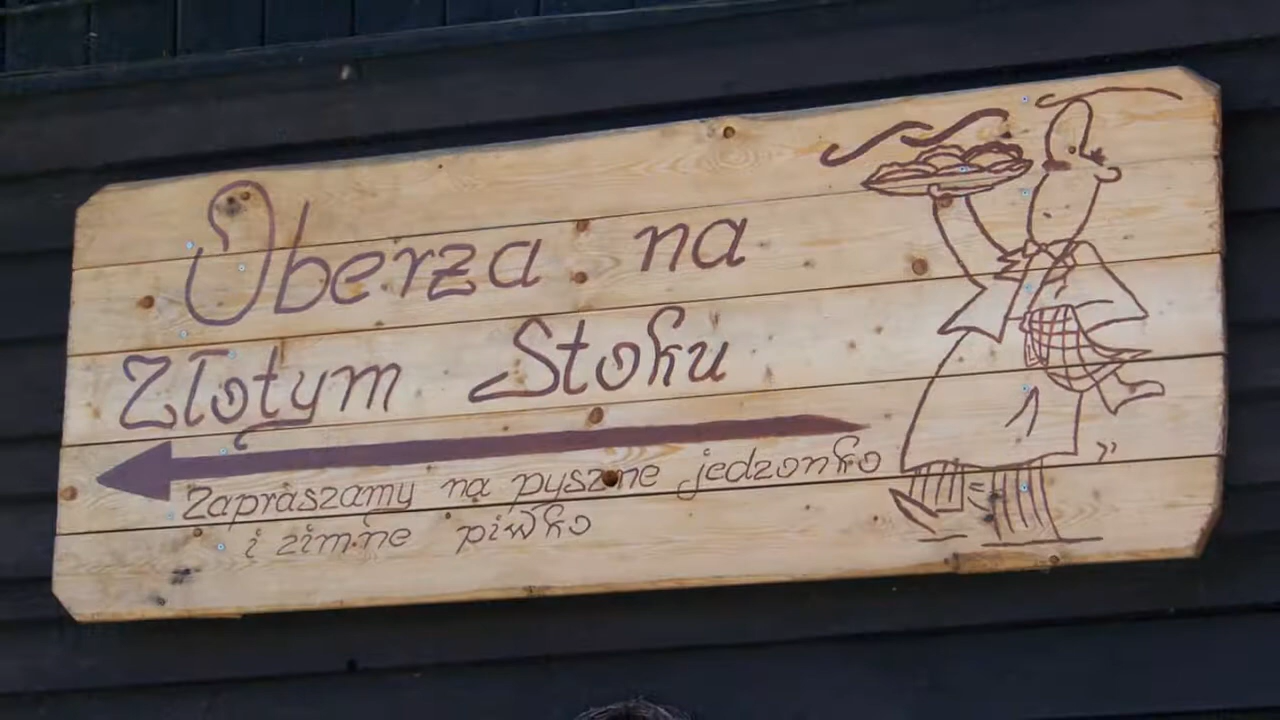 Oberza na
Złotym Stoku
Zapraszamy na pyszne jedzonko
i zimne piwko